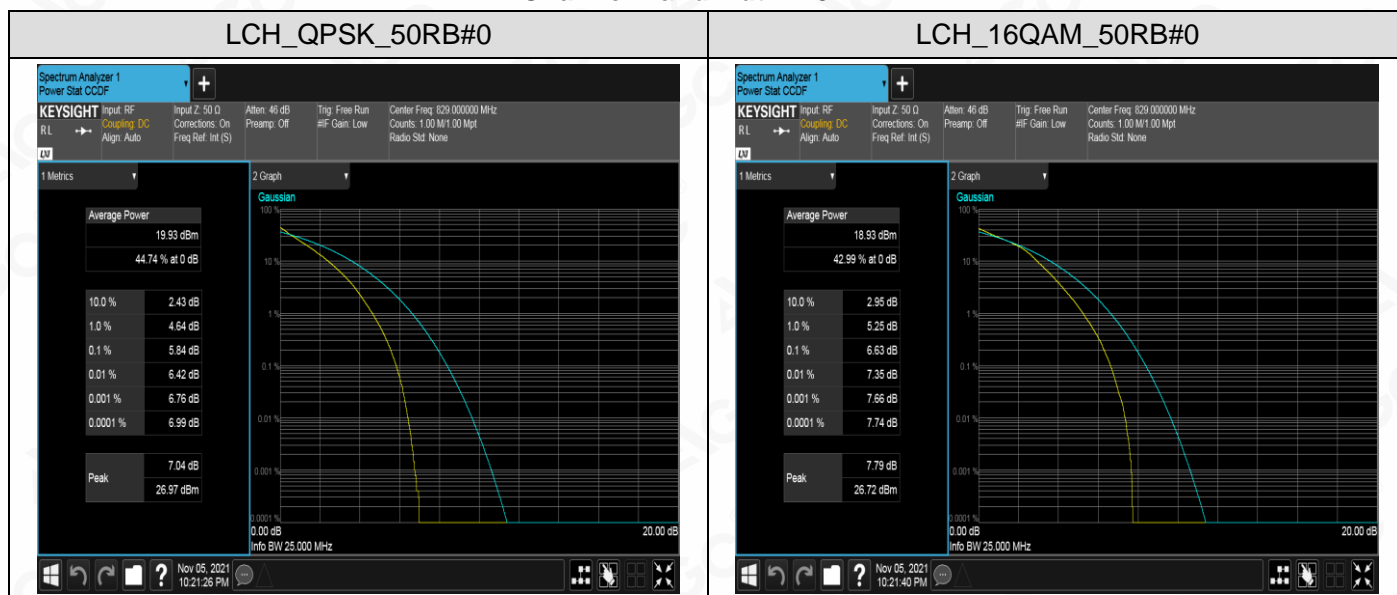 LCH_QPSK_50RB#0
LCH_16QAM_50RB#0
Spectrum Analyzer 1
Power Stat CCDF
+
KEYSIGHT
RL
LXI
Input: RF
Coupling: DC
Align: Auto
Input Z: 50 Ω
Corrections: On
Freq Ref: Int (S)
Atten: 46 dB
Preamp: Off
Trig: Free Run
#IF Gain: Low
Center Freq: 829.000000 MHz
Counts: 1.00 M/1.00 Mpt
Radio Std: None
1 Metrics
Average Power
19.93 dBm
44.74 % at 0 dB
10.0 % 2.43 dB
1.0 % 4.64 dB
0.1 % 5.84 dB
0.01 % 6.42 dB
0.001 % 6.76 dB
0.0001 % 6.99 dB
Peak
7.04 dB
26.97 dBm
2 Graph
Gaussian
100 %
10 %
1 %
0.1 %
0.01 %
0.001 %
0.0001 %
0.00 dB 20.00 dB
Info BW 25.000 MHz
?
Nov 05, 2021
10:21:26 PM
Spectrum Analyzer 1
Power Stat CCDF
+
KEYSIGHT
RL
LXI
Input: RF
Coupling: DC
Align: Auto
Input Z: 50 Ω
Corrections: On
Freq Ref: Int (S)
Atten: 46 dB
Preamp: Off
Trig: Free Run
#IF Gain: Low
Center Freq: 829.000000 MHz
Counts: 1.00 M/1.00 Mpt
Radio Std: None
1 Metrics
Average Power
18.93 dBm
42.99 % at 0 dB
10.0 % 2.95 dB
1.0 % 5.25 dB
0.1 % 6.63 dB
0.01 % 7.35 dB
0.001 % 7.66 dB
0.0001 % 7.74 dB
Peak
7.79 dB
26.72 dBm
2 Graph
Gaussian
100 %
10 %
1 %
0.1 %
0.01 %
0.001 %
0.0001 %
0.00 dB 20.00 dB
Info BW 25.000 MHz
?
Nov 05, 2021
10:21:40 PM